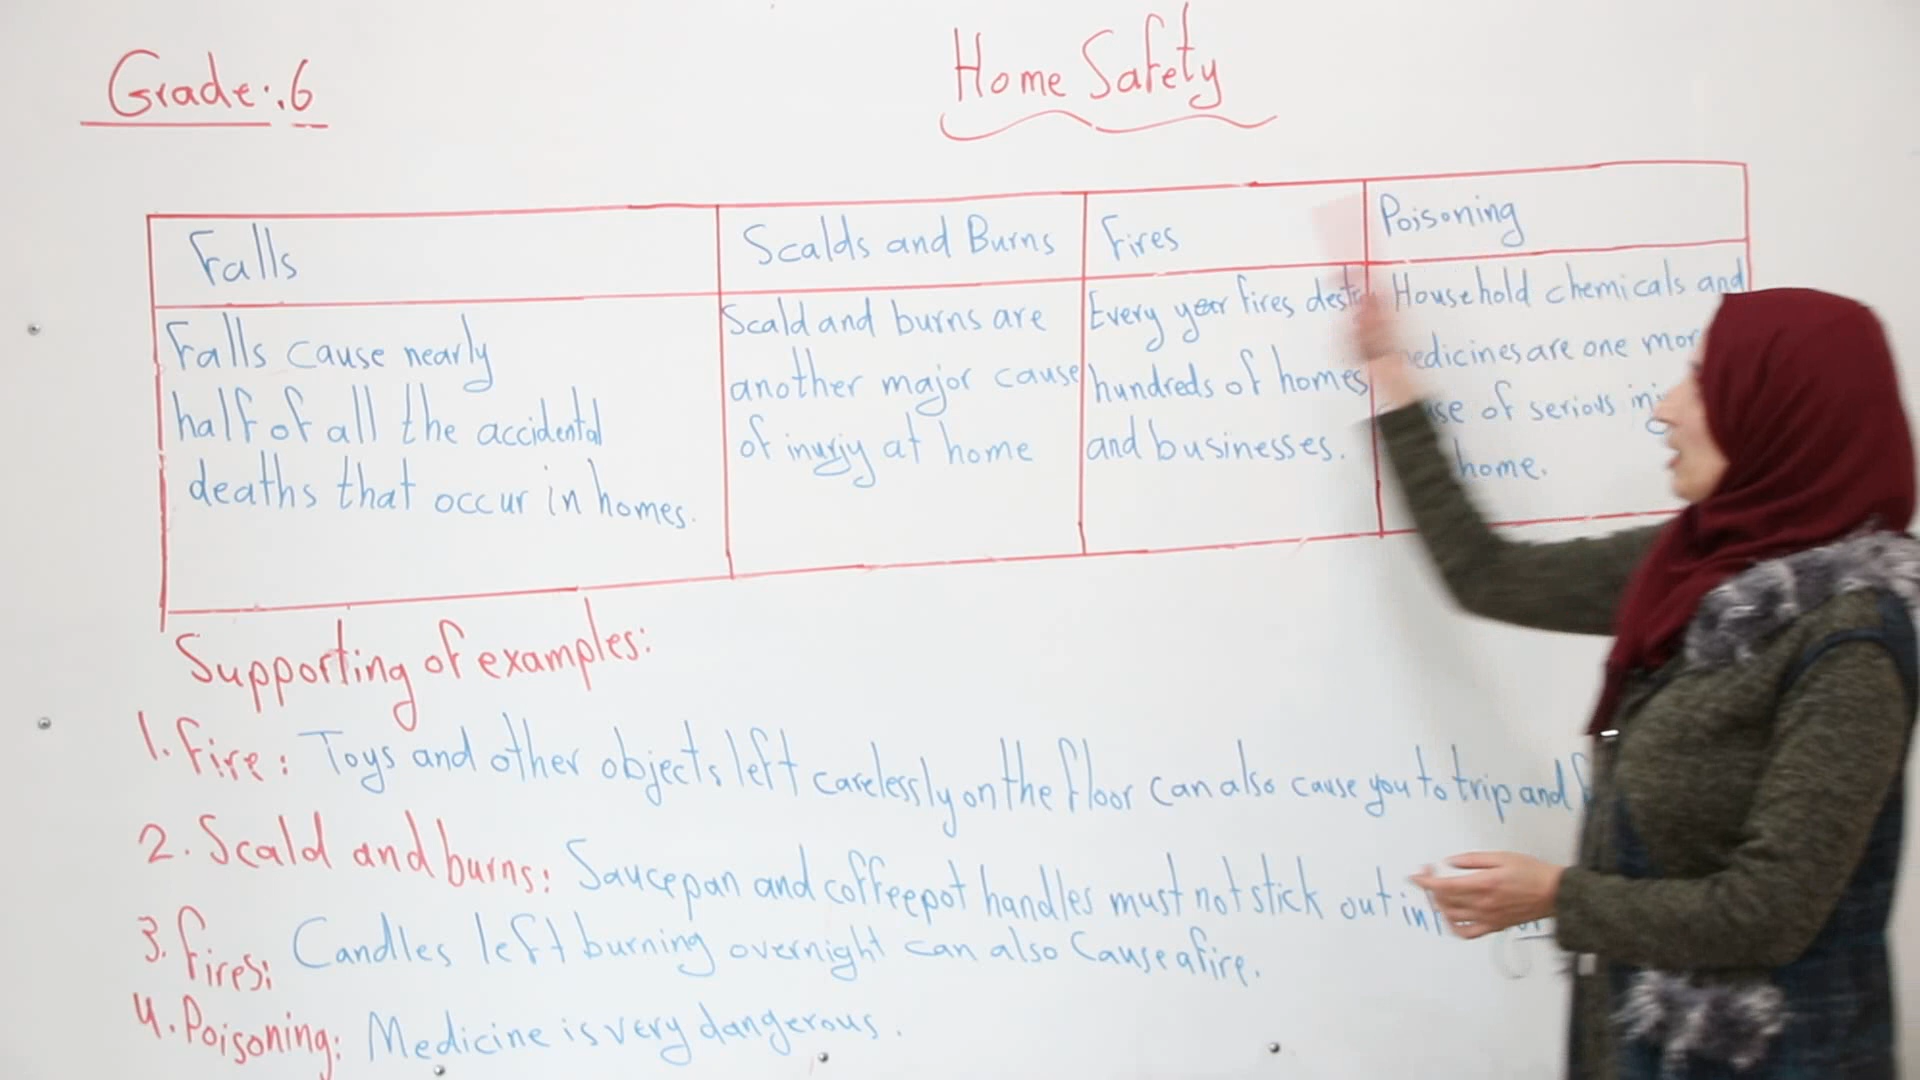 Grade:.6
Home Safety
Falls
Scalds and Burns
Fires
Poisoning
Falls cause nearly
half of all the accidental
deaths that occur in homes.
Scald and burns are
another major cause
of inurjy at home
Every year fires
hundreds of homes
and businesses.
Household chemicals and
are one
of serious
home.
Supporting of examples:
1. Fire: Toys and other objects left carelessly on the floor can also cause you to trip and
2. Scald and burns: Saucepan and coffeepot handles must not stick out
3. Fires: Candles left burning overnight can also Cause a fire.
4. Poisoning: Medicine is very dangerous.